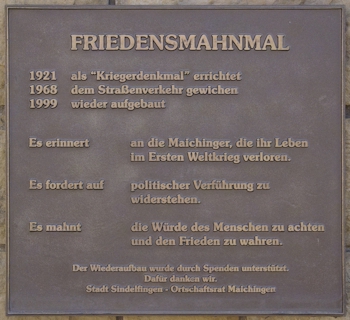 FRIEDENSMAHNMAL
1921 als "Kriegerdenkmal" errichtet
1968 dem Straßenverkehr gewichen
1999 wieder aufgebaut
Es erinnert an die Maichinger, die ihr Leben
im Ersten Weltkrieg verloren.
Es fordert auf politischer Verführung zu
widerstehen.
Es mahnt die Würde des Menschen zu achten
und den Frieden zu wahren.
Der Wiederaufbau wurde durch Spenden unterstützt.
Dafür danken wir.
Stadt Sindelfingen - Ortschaftsrat Maichingen